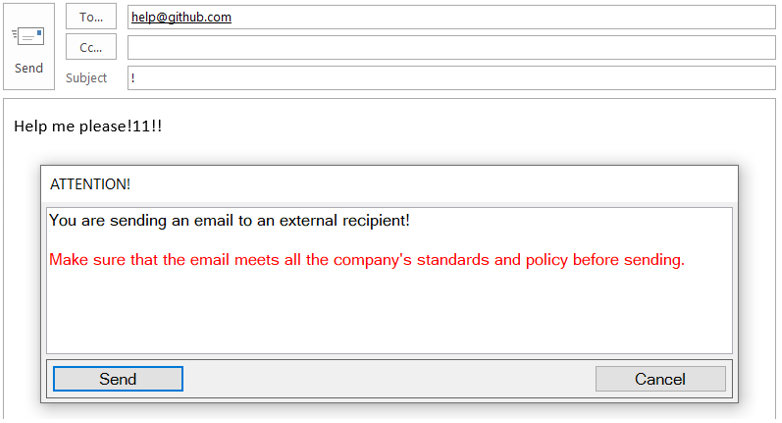 To...
help@github.com
Cc...
Send
Subject
!
Help me please!11!!
ATTENTION!
You are sending an email to an external recipient!
Make sure that the email meets all the company's standards and policy before sending.
Send
Cancel